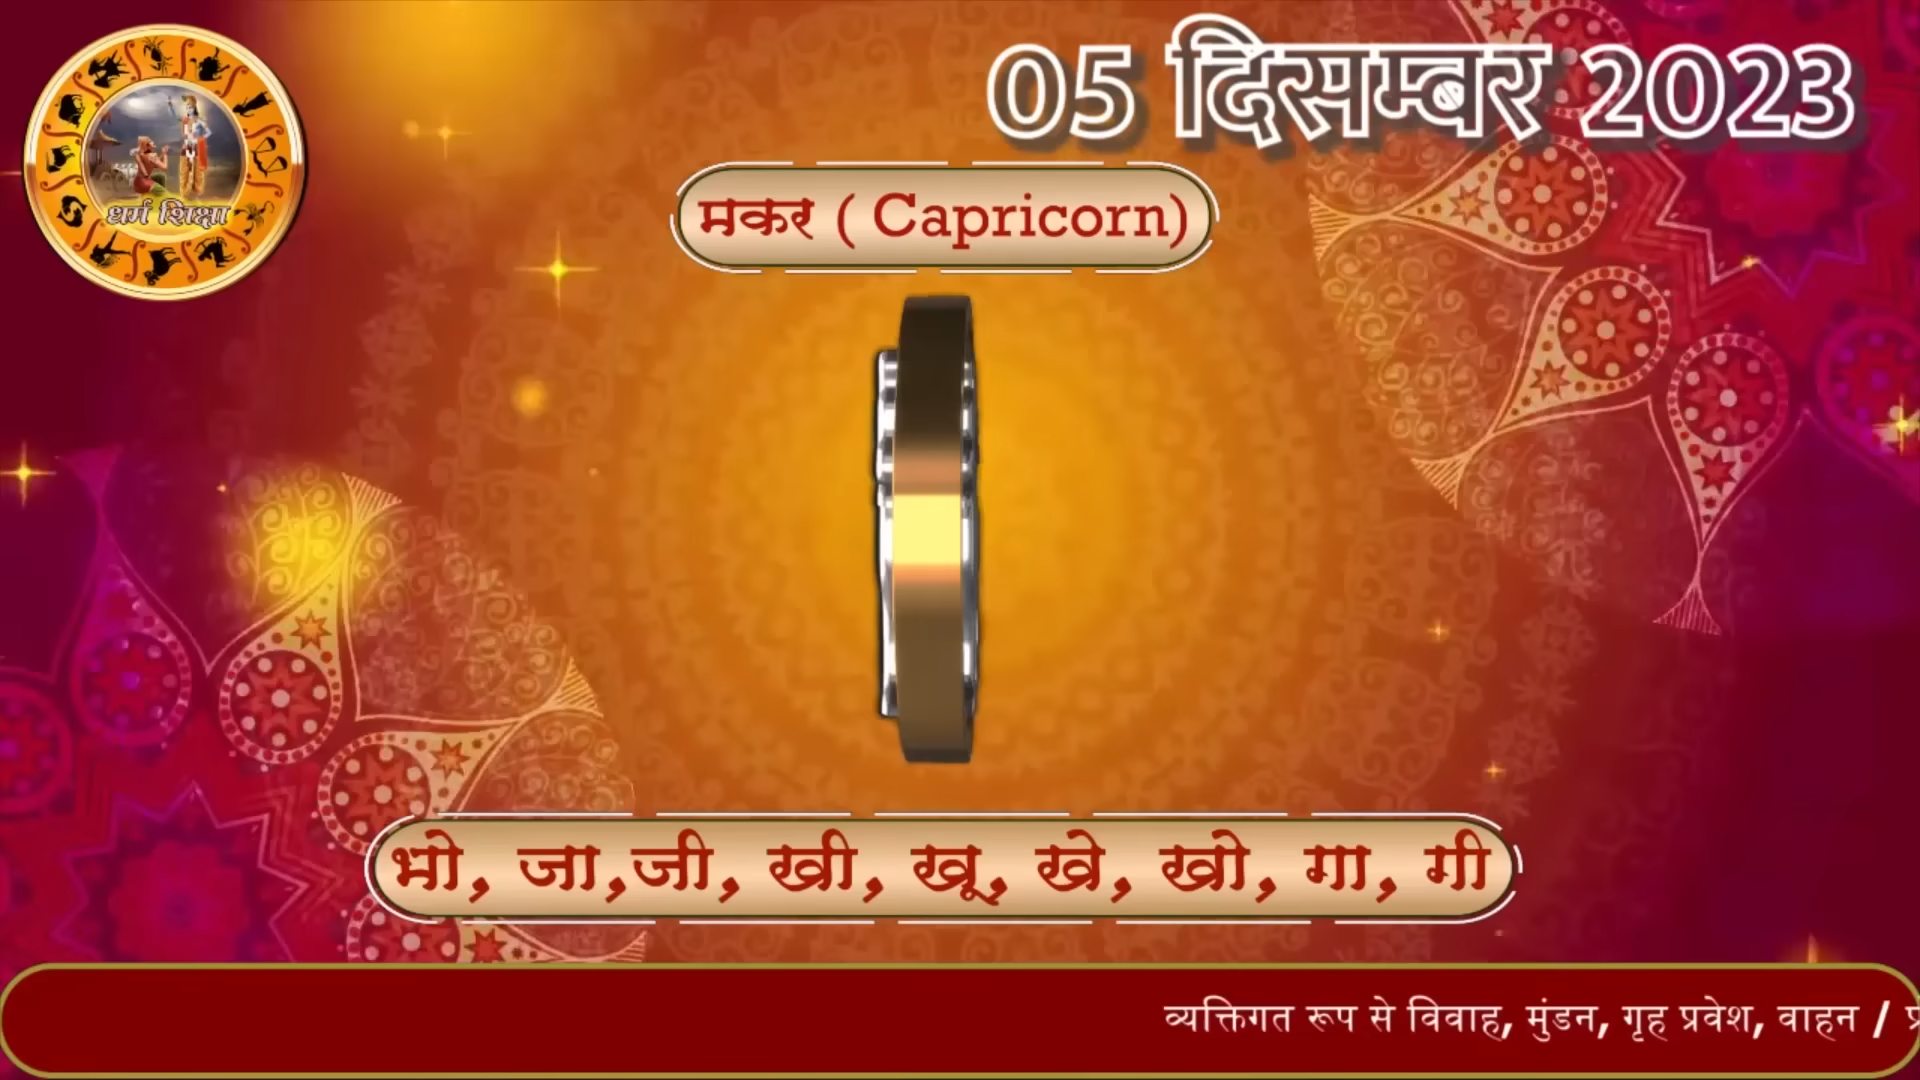 05 दिसम्बर 2023
धर्म शिक्षा
मकर ( Capricorn)
भो, जा,जी, खी, खू, खे, खो, गा, गी
व्यक्तिगत रूप से विवाह, मुंडन, गृह प्रवेश, वाहन /